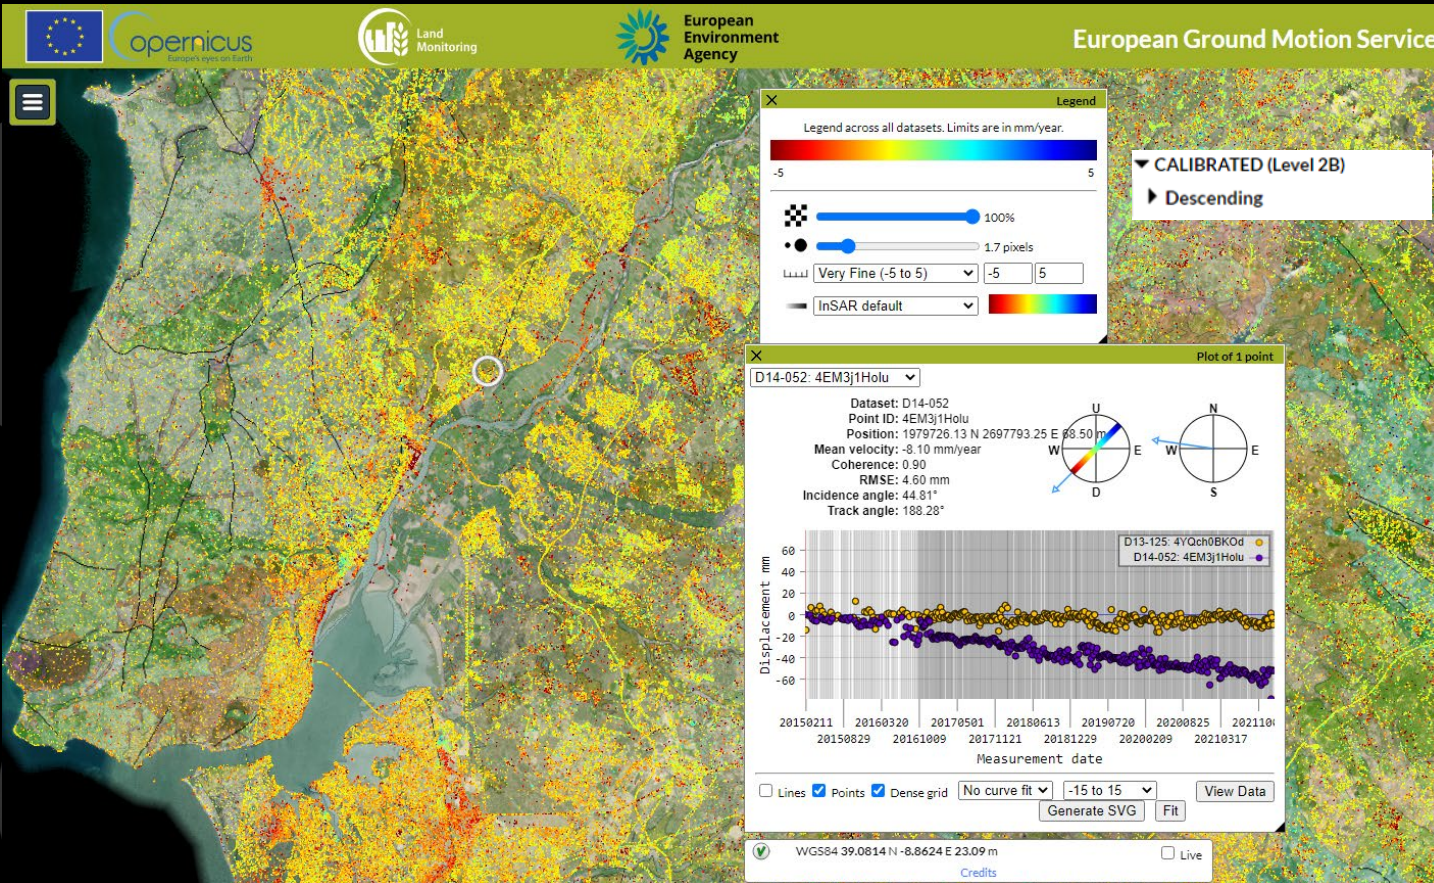 opernicus
Europe's eyes on Earth
Land
Monitoring
European
Environment
Agency
European Ground Motion Service
Legend
Legend across all datasets. Limits are in mm/year.
-5 5
100%
1.7 pixels
Very Fine (-5 to 5) -5 5
InSAR default
CALIBRATED (Level 2B)
Descending
Plot of 1 point
D14-052: 4EM3j1Holu
Dataset: D14-052
Point ID: 4EM3j1Holu
Position: 1979726.13 N 2697793.25 E 68.50 m
Mean velocity: -8.10 mm/year
Coherence: 0.90
RMSE: 4.60 mm
Incidence angle: 44.81°
Track angle: 188.28°
U
W E
D
N
W E
S
D13-125: 4YQch0BKOd
D14-052: 4EM3j1Holu
Displacement mm
60
40
20
0
-20
-40
-60
20150211 20160320 20170501 20180613 20190720 20200825 2021100
20150829 20161009 20171121 20181229 20200209 20210317
Measurement date
Lines Points Dense grid No curve fit -15 to 15 View Data
Generate SVG Fit
WGS84 39.0814 N -8.8624 E 23.09 m Live
Credits